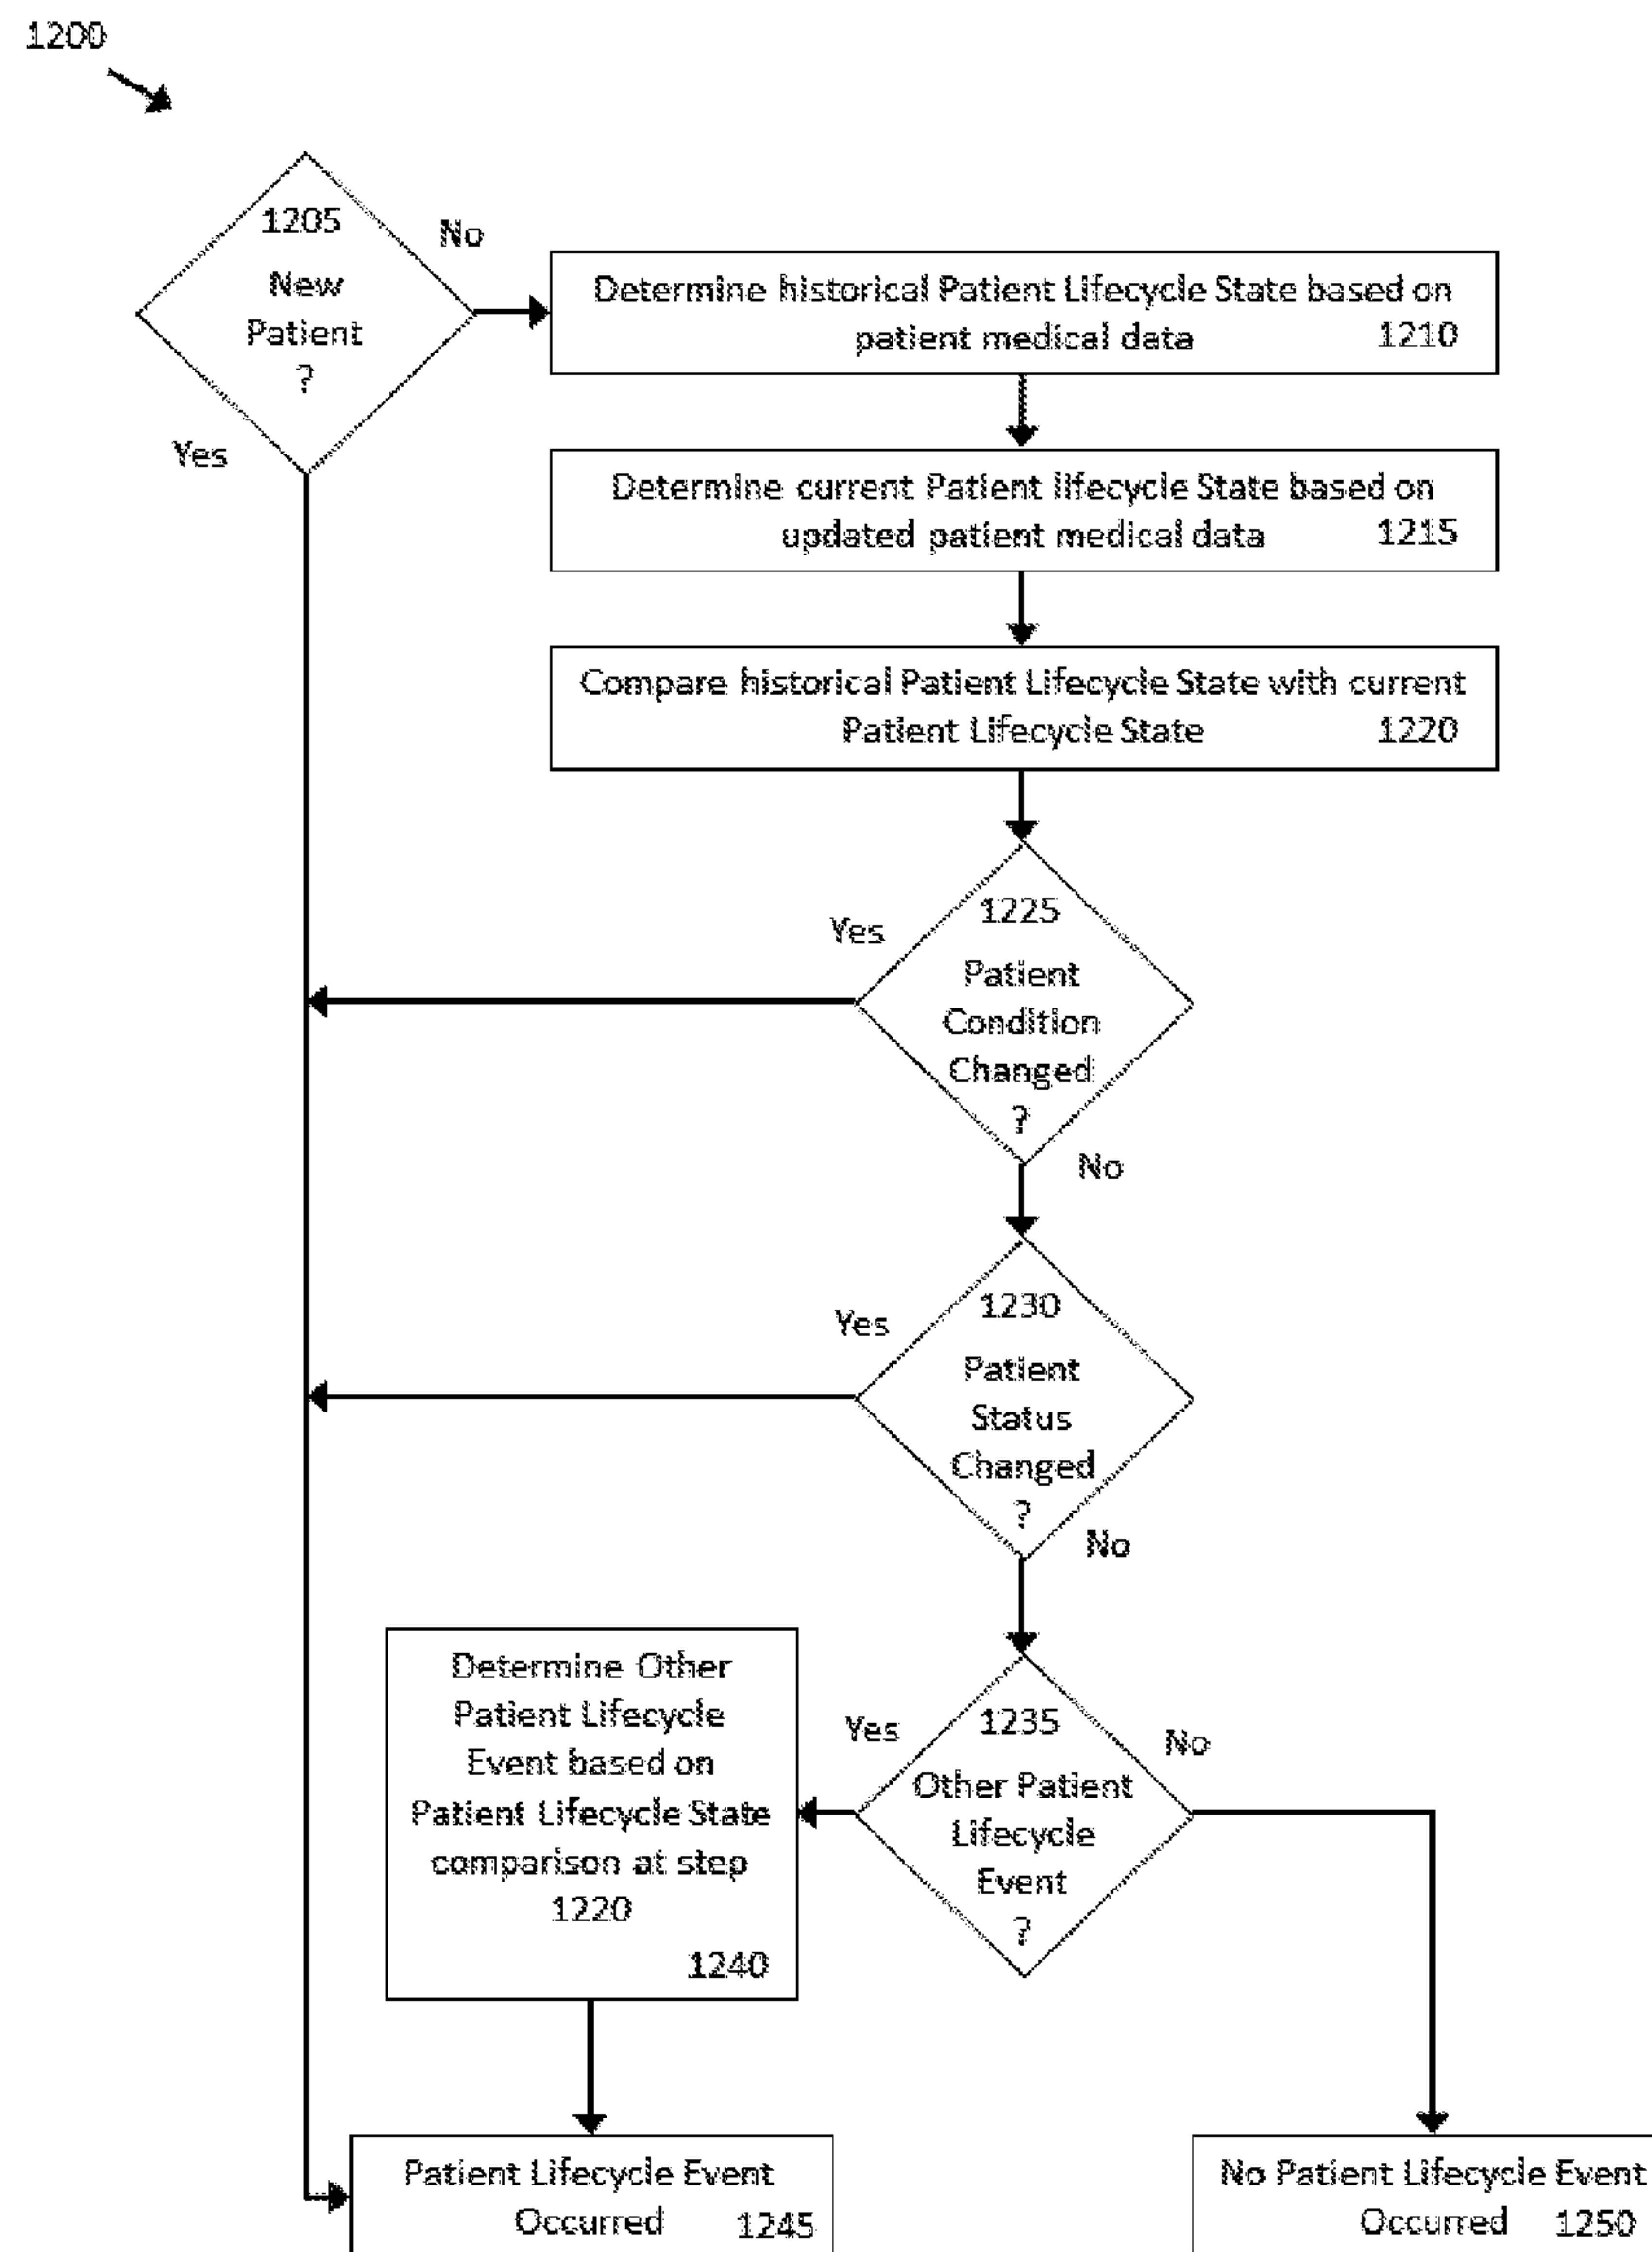 1200
1205
New
Patient
?
No
Yes
Determine historical Patient Lifecycle State based on
patient medical data 1210
Determine current Patient lifecycle State based on
updated patient medical data 1215
Compare historical Patient Lifecycle State with current
Patient Lifecycle State 1220
1225
Patient
Condition
Changed
?
Yes
No
1230
Patient
Status
Changed
?
Yes
No
1235
Other Patient
Lifecycle
Event
?
Yes
No
Determine Other
Patient Lifecycle
Event based on
Patient Lifecycle State
comparison at step
1220
1240
Patient Lifecycle Event
Occurred 1245
No Patient Lifecycle Event
Occurred 1250